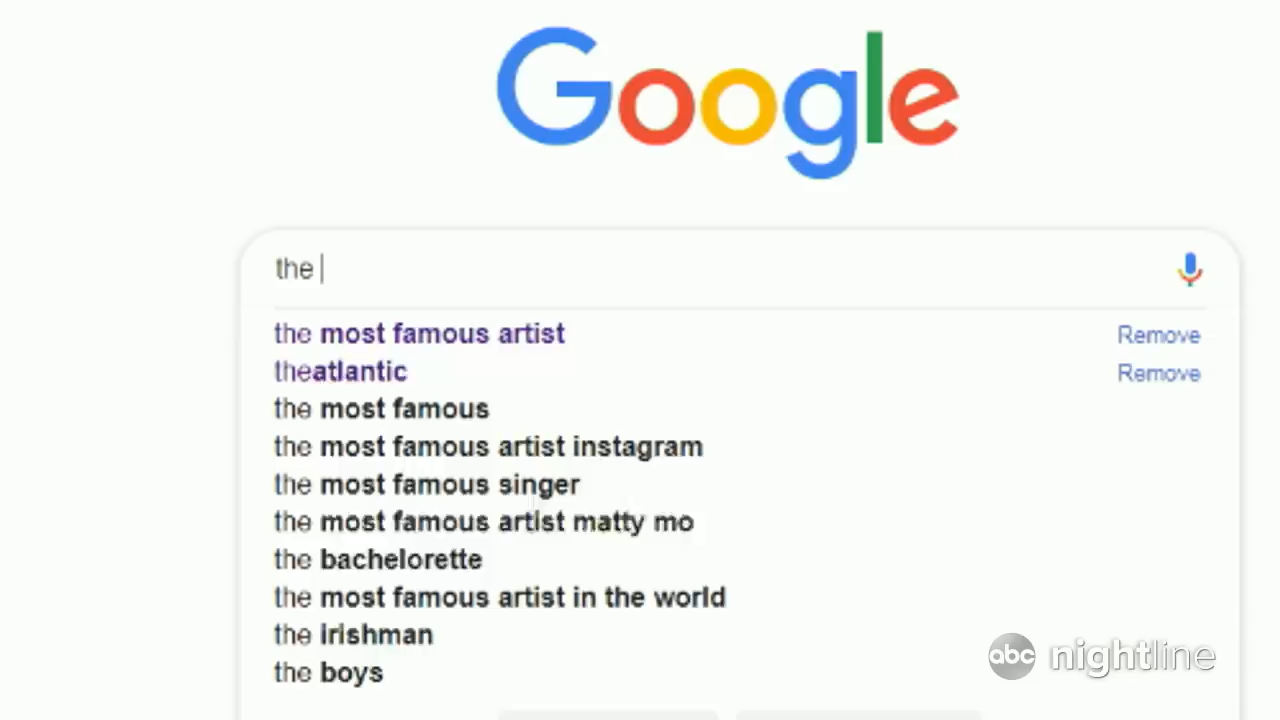 Google
the
the most famous artist Remove
theatlantic Remove
the most famous
the most famous artist instagram
the most famous singer
the most famous artist matty mo
the bachelorette
the most famous artist in the world
the irishman
the boys
abc nightline